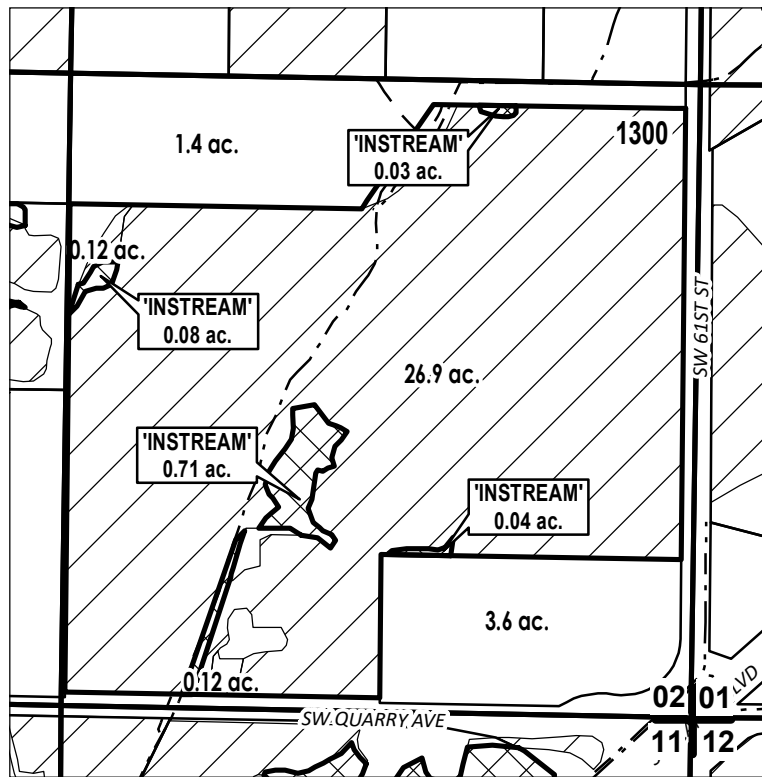 1.4 ac.
'INSTREAM'
0.03 ac.
1300
0.12 ac.
'INSTREAM'
0.08 ac.
SW 61ST ST
26.9 ac.
'INSTREAM'
0.71 ac.
'INSTREAM'
0.04 ac.
3.6 ac.
0.12 ac.
SW QUARRY AVE
02 01
LVD
11 12